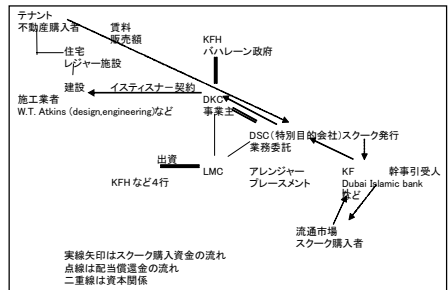 テナント
不動産購入者
賃料
販売額
KFH
バハレーン政府
住宅
レジャー施設
建設
イスティスナー契約
施工業者
W.T. Atkins (design,engineering)など
DKC
事業主
DSC(特別目的会社)スクーク発行
業務委託
出資
KFH など4行
LMC
アレンジャー
プレースメント
KF
幹事引受人
Dubai Islamic bank
など
流通市場
スクーク購入者
実線矢印はスクーク購入資金の流れ
点線は配当償還金の流れ
二重線は資本関係